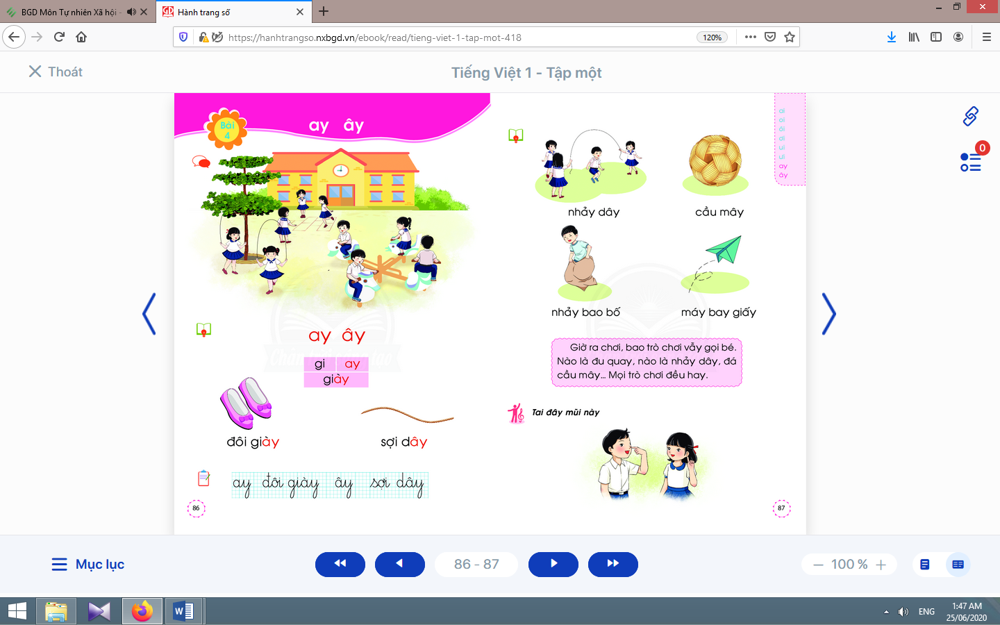 BGD Môn Tự nhiên Xã hội -
Hành trang số
https://hanhtrangso.nxbgd.vn/ebook/read/tieng-viet-1-tap-mot-418
120%
Thoát
Tiếng Việt 1 - Tập một
0
Bài
4
ay ây
ay ây
gi ay
giày
đôi giày
sợi dây
ay đôi giày ây sợi dây
86
nhảy dây
cầu mây
nhảy bao bố
máy bay giấy
Giờ ra chơi, bao trò chơi vẫy gọi bé.
Nào là đu quay, nào là nhảy dây, đá
cầu mây... Mọi trò chơi đều hay.
Tai đây mũi này
87
ai
oi
ôi
ơi
ui
ưi
ay
ây
Mục lục
86 - 87
100 %
ENG
1:47 AM
25/06/2020